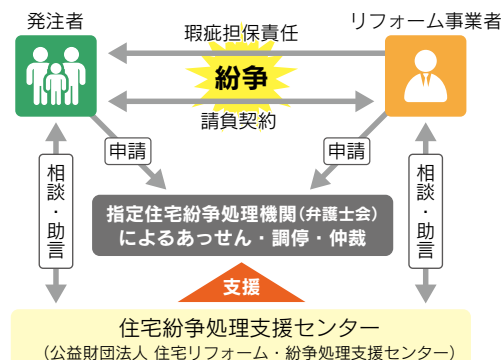 発注者
リフォーム事業者
瑕疵担保責任
紛争
請負契約
申請
申請
相談・助言
相談・助言
指定住宅紛争処理機関(弁護士会)
によるあっせん・調停・仲裁
支援
住宅紛争処理支援センター
(公益財団法人 住宅リフォーム・紛争処理支援センター)